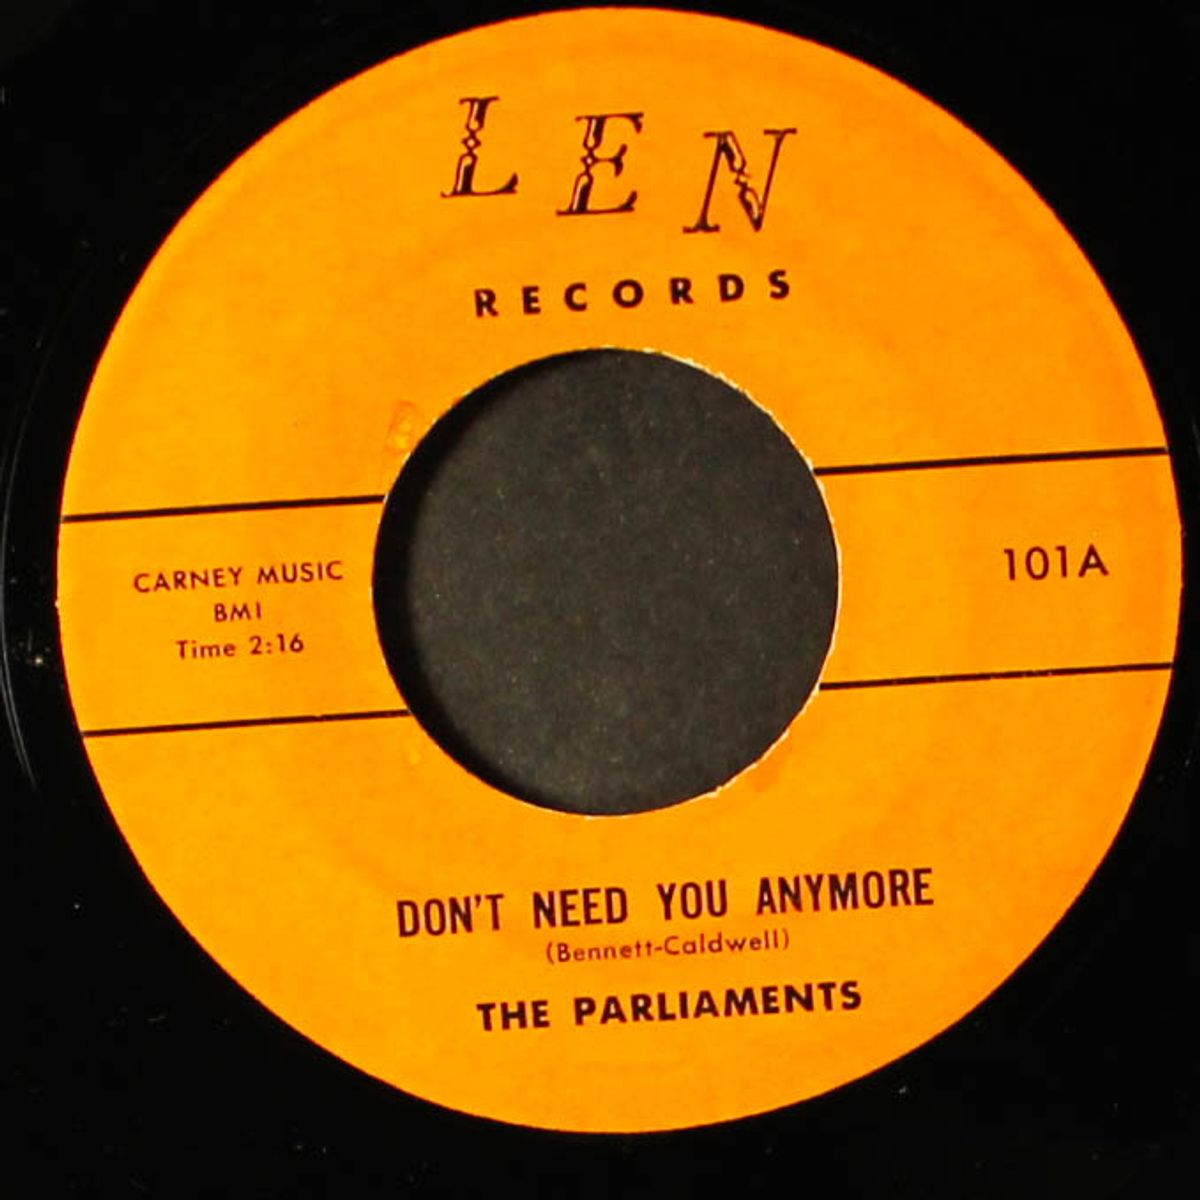 LEN
RECORDS
CARNEY MUSIC
BMI
Time 2:16
101A
DON'T NEED YOU ANYMORE
(Bennett-Caldwell)
THE PARLIAMENTS